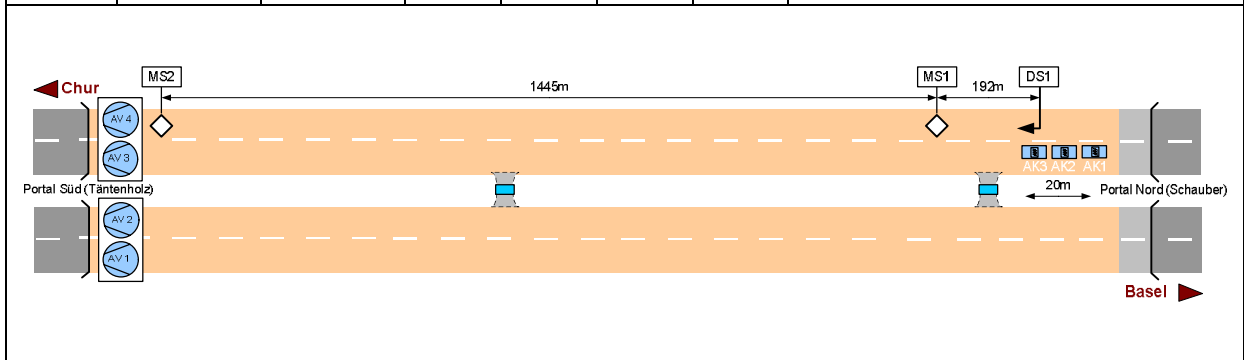 MS2
MS1
DS1
Chur
1445m
192m
AV 4
AV 3
AK3
AK2
AK1
Portal Süd (Täntenholz)
20m
Portal Nord (Schauber)
AV 2
AV 1
Basel